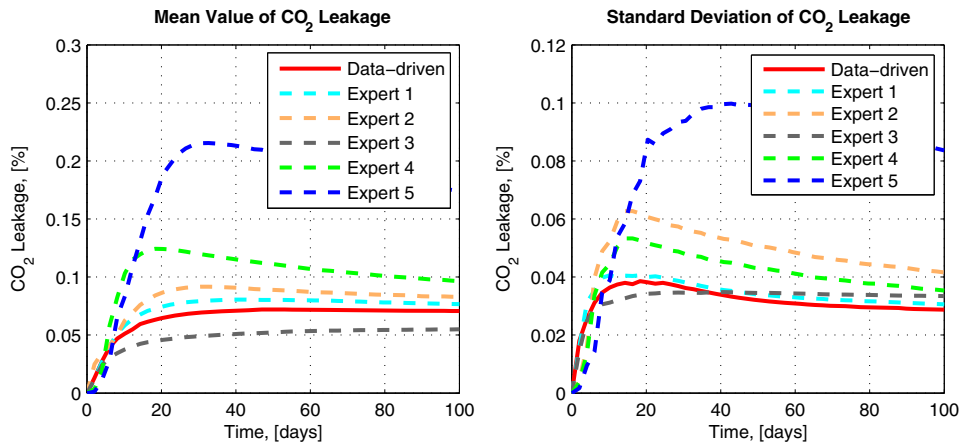 Mean Value of CO2 Leakage
0.3
0.25
0.2
0.15
0.1
0.05
0
CO2 Leakage, [%]
Data−driven
Expert 1
Expert 2
Expert 3
Expert 4
Expert 5
0 20 40 60 80 100
Time, [days]
Standard Deviation of CO2 Leakage
0.12
0.1
0.08
0.06
0.04
0.02
0
CO2 Leakage, [%]
Data−driven
Expert 1
Expert 2
Expert 3
Expert 4
Expert 5
0 20 40 60 80 100
Time, [days]